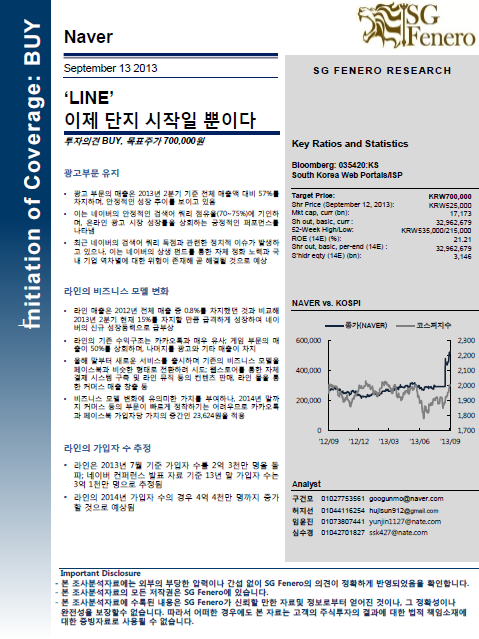 Initiation of Coverage: BUY
Naver
SG
Fenero
September 13 2013
SG FENERO RESEARCH
‘LINE’
이제 단지 시작일 뿐이다
투자의견 BUY, 목표주가 700,000원
광고부문 유지
• 광고 부문의 매출은 2013년 2분기 기준 전체 매출액 대비 57%를
차지하며, 안정적인 성장 추이를 보이고 있음
• 이는 네이버의 안정적인 검색어 쿼리 점유율(70~75%)에 기인하
며, 온라인 광고 시장 성장률을 상회하는 긍정적인 퍼포먼스를
나타냄
• 최근 네이버의 검색어 쿼리 독점과 관련한 정치적 이슈가 발생하
고 있으나, 이는 네이버의 상생 펀드를 통한 자체 정화 노력과 국
내 기업 역차별에 대한 위험이 존재해 곧 해결될 것으로 예상
라인의 비즈니스 모델 변화
• 라인 매출은 2012년 전체 매출 중 0.8%를 차지했던 것과 비교해
2013년 2분기 현재 15%를 차지할 만큼 급격하게 성장하여 네이
버의 신규 성장동력으로 급부상
• 라인의 기존 수익구조는 카카오톡과 매우 유사: 게임 부문의 매
출이 50%를 상회하며, 나머지를 광고와 기타 매출이 차지
• 올해 말부터 새로운 서비스를 출시하며 기존의 비즈니스 모델을
페이스북과 비슷한 형태로 전환하려 시도; 웹스토어를 통한 자체
결제 시스템 구축 및 라인 뮤직 등의 컨텐츠 판매, 라인 몰을 통
한 커머스 매출 창출 등
• 비즈니스 모델 변화에 유의미한 가치를 부여하나, 2014년 말까
지 커머스 등의 부문이 빠르게 정착하기는 어려우므로 카카오톡
과 페이스북 가입자당 가치의 중간인 23,624원을 적용
라인의 가입자 수 추정
• 라인은 2013년 7월 기준 가입자 수를 2억 3천만 명을 돌
파; 네이버 컨퍼런스 발표 자료 기준 13년 말 가입자 수는
3억 1천만 명으로 추정됨
• 라인의 2014년 가입자 수의 경우 4억 4천만 명까지 증가
할 것으로 예상됨
Key Ratios and Statistics
Bloomberg: 035420:KS
South Korea Web Portals/ISP
Target Price: KRW700,000
Shr Price (September 12, 2013): KRW525,000
Mkt cap, curr (bn): 17,173
Sh out, basic, curr : 32,962,679
52-Week High/Low: KRW535,000/215,000
ROE (14E) (%): 21.21
Shr out, basic, per-end (14E) : 32,962,679
S'hldr eqty (14E) (bn): 3,146
NAVER vs. KOSPI
종가(NAVER) 코스피지수
600,000
400,000
200,000
0
2,300
2,200
2,100
2,000
1,900
1,800
1,700
'12/09 '12/12 '13/03 '13/06 '13/09
Analyst
구건모 01027753561 googunmo@naver.com
허지선 01044116254 hujisun912@gmail.com
임윤진 01073807441 yunjin1127@nate.com
심수경 01042701827 ssk427@nate.com
Important Disclosure
- 본 조사분석자료에는 외부의 부당한 압력이나 간섭 없이 SG Fenero의 의견이 정확하게 반영되었음을 확인합니다.
- 본 조사분석자료의 모든 저작권은 SG Fenero에 있습니다.
- 본 조사분석자료에 수록된 내용은 SG Fenero가 신뢰할 만한 자료및 정보로부터 얻어진 것이나, 그 정확성이나
완전성을 보장할수 없습니다. 따라서 어떠한 경우에도 본 자료는 고객의 주식투자의 결과에 대한 법적 책임소재에
대한 증빙자료로 사용될 수 없습니다.